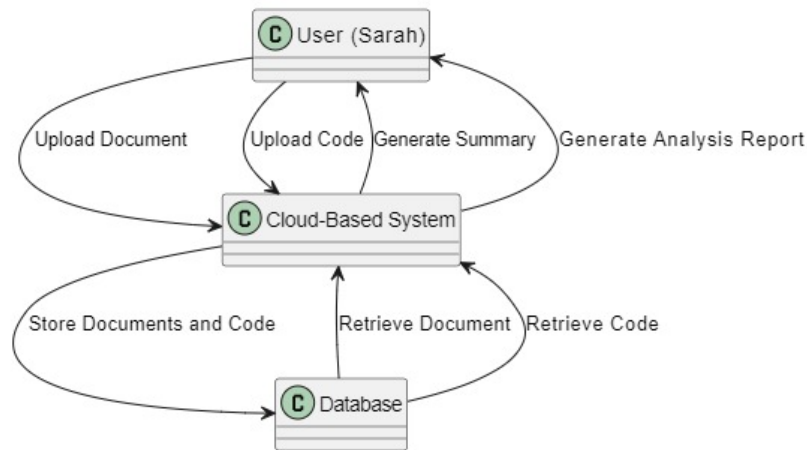 C User (Sarah)
Upload Document
Upload Code
Generate Summary
Generate Analysis Report
C Cloud-Based System
Store Documents and Code
Retrieve Document
Retrieve Code
C Database